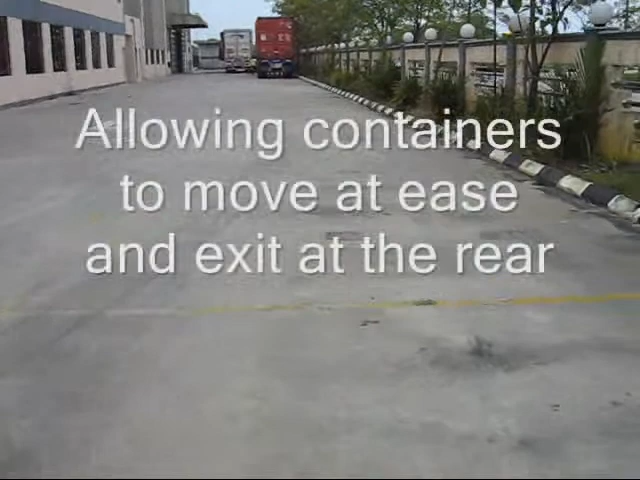 Allowing containers
to move at ease
and exit at the rear